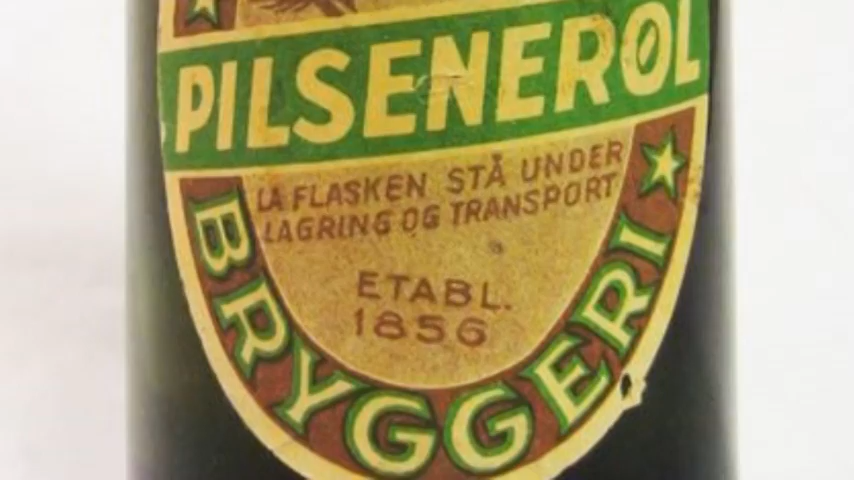 PILSENERØL
LA FLASKEN STÅ UNDER
LAGRING OG TRANSPORT
ETABL.
1856
BRYGGERI